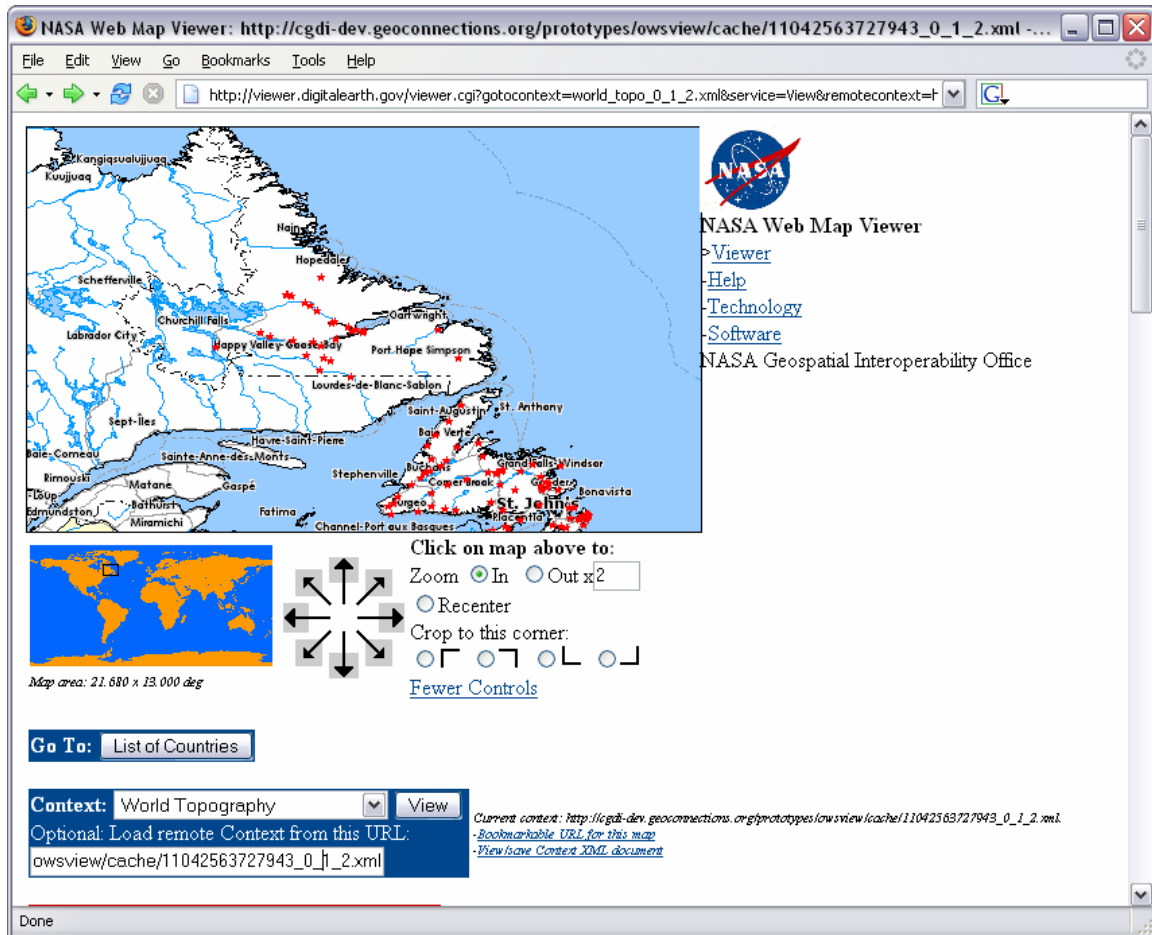 NASA Web Map Viewer: http://cgdi-dev.geoconnections.org/prototypes/owsview/cache/11042563727943_0_1_2.xml -...
File Edit View Go Bookmarks Tools Help
http://viewer.digitalearth.gov/viewer.cgi?gotocontext=world_topo_0_1_2.xml&service=View&remotecontext=h
G
Kangiqsualujjuaq
Kuujjuaq
Nain
Hopedale
Schefferville
Churchill Falls
Cartwright
Labrador City
Happy Valley-Goose Bay
Port Hope Simpson
Lourdes-de-Blanc-Sablon
Saint-Augustin
St. Anthony
Sept-Îles
Baie Verte
Havre-Saint-Pierre
Baie-Comeau
Sainte-Anne-des-Monts
Grand Falls-Windsor
Stephenville
Buchans
Rimouski
Matane
Gaspé
Corner Brook
Gander
Bonavista
-Loup
Bathurst
Burgeo
St. John's
Edmundston
Fatima
Placentia
Miramichi
Channel-Port aux Basques
NASA
NASA Web Map Viewer
>Viewer
-Help
-Technology
-Software
NASA Geospatial Interoperability Office
Click on map above to:
Zoom In Out x2
Recenter
Crop to this corner:
Fewer Controls
Map area: 21.680 x 13.000 deg
Go To: List of Countries
Context: World Topography View
Optional: Load remote Context from this URL:
owsview/cache/11042563727943_0_1_2.xml
Current context: http://cgdi-dev.geoconnections.org/prototypes/owsview/cache/11042563727943_0_1_2.xml.
-Bookmarkable URL for this map
-View/save Context XML document
Done